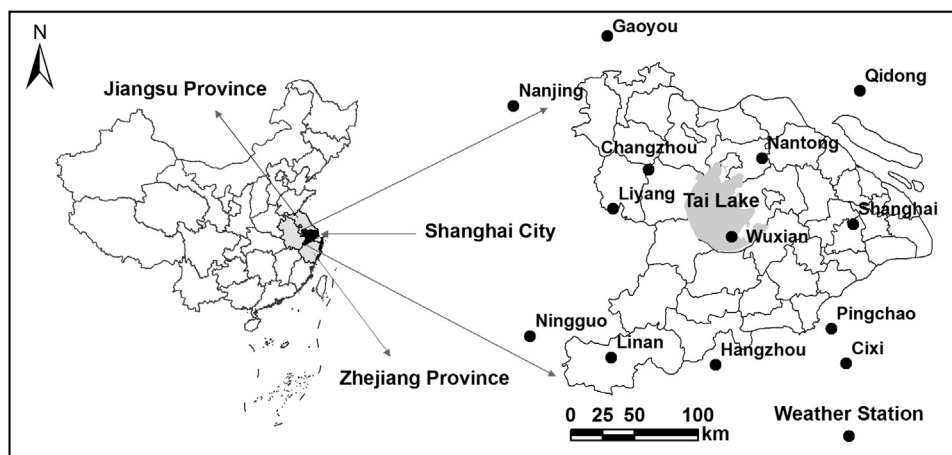 N
Jiangsu Province
Shanghai City
Zhejiang Province
Gaoyou
Nanjing
Qidong
Changzhou
Nantong
Liyang
Tai Lake
Shanghai
Wuxian
Ningguo
Linan
Hangzhou
Pingchao
Cixi
0 25 50 100
km
Weather Station